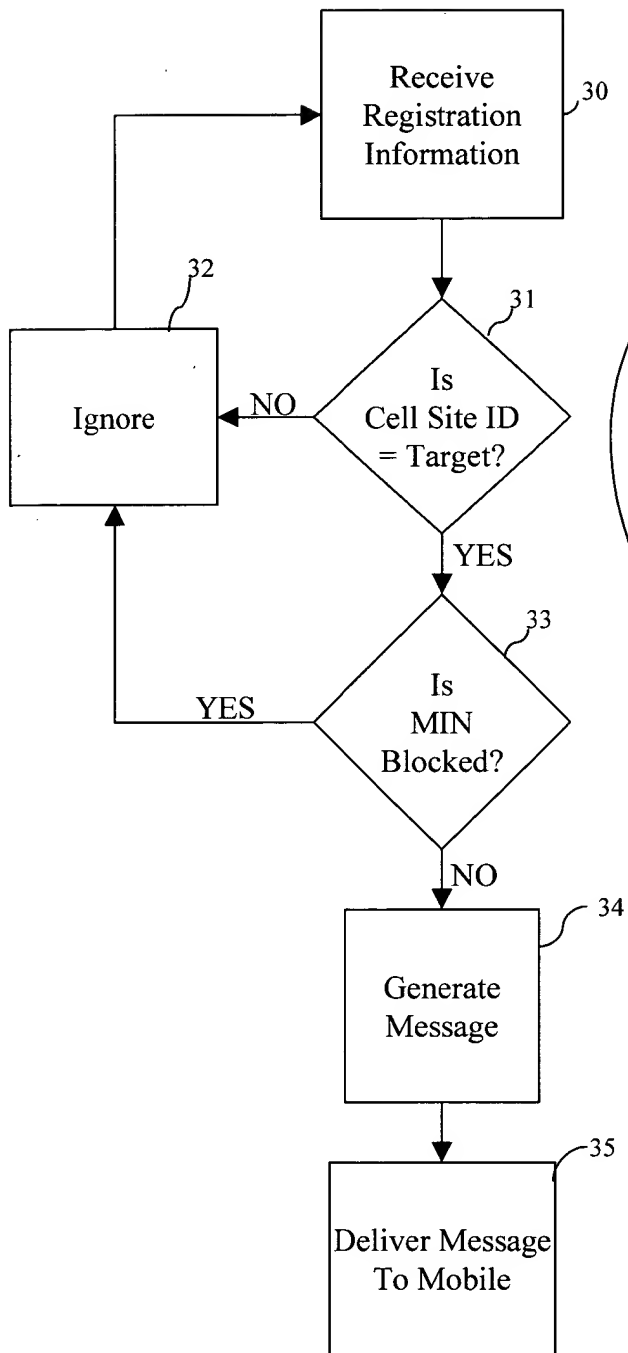 Receive
Registration
Information
30
32
31
Ignore
NO
Is
Cell Site ID
= Target?
YES
33
YES
Is
MIN
Blocked?
NO
34
Generate
Message
35
Deliver Message
To Mobile